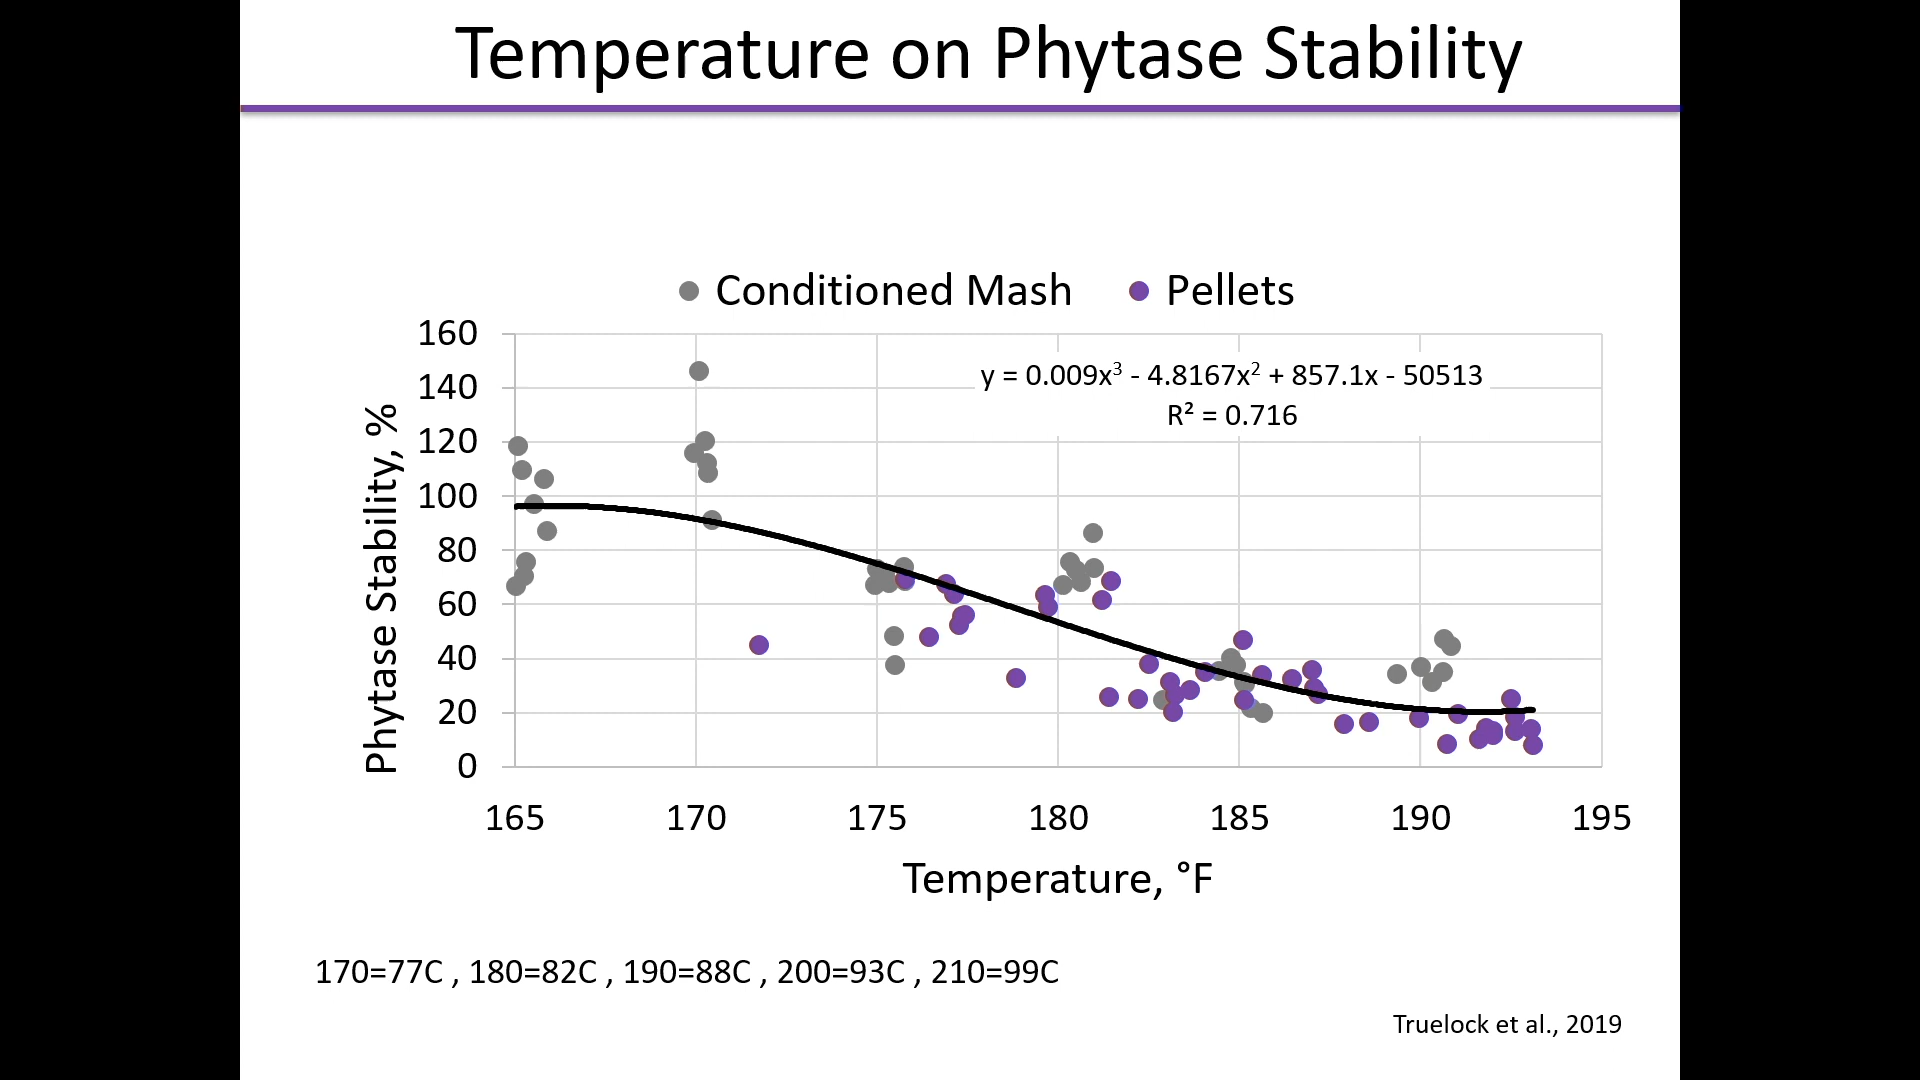 Temperature on Phytase Stability
Conditioned Mash
Pellets
y = 0.009x³ - 4.8167x² + 857.1x - 50513
R² = 0.716
Phytase Stability, %
160
140
120
100
80
60
40
20
0
165 170 175 180 185 190 195
Temperature, °F
170=77C , 180=82C , 190=88C , 200=93C , 210=99C
Truelock et al., 2019